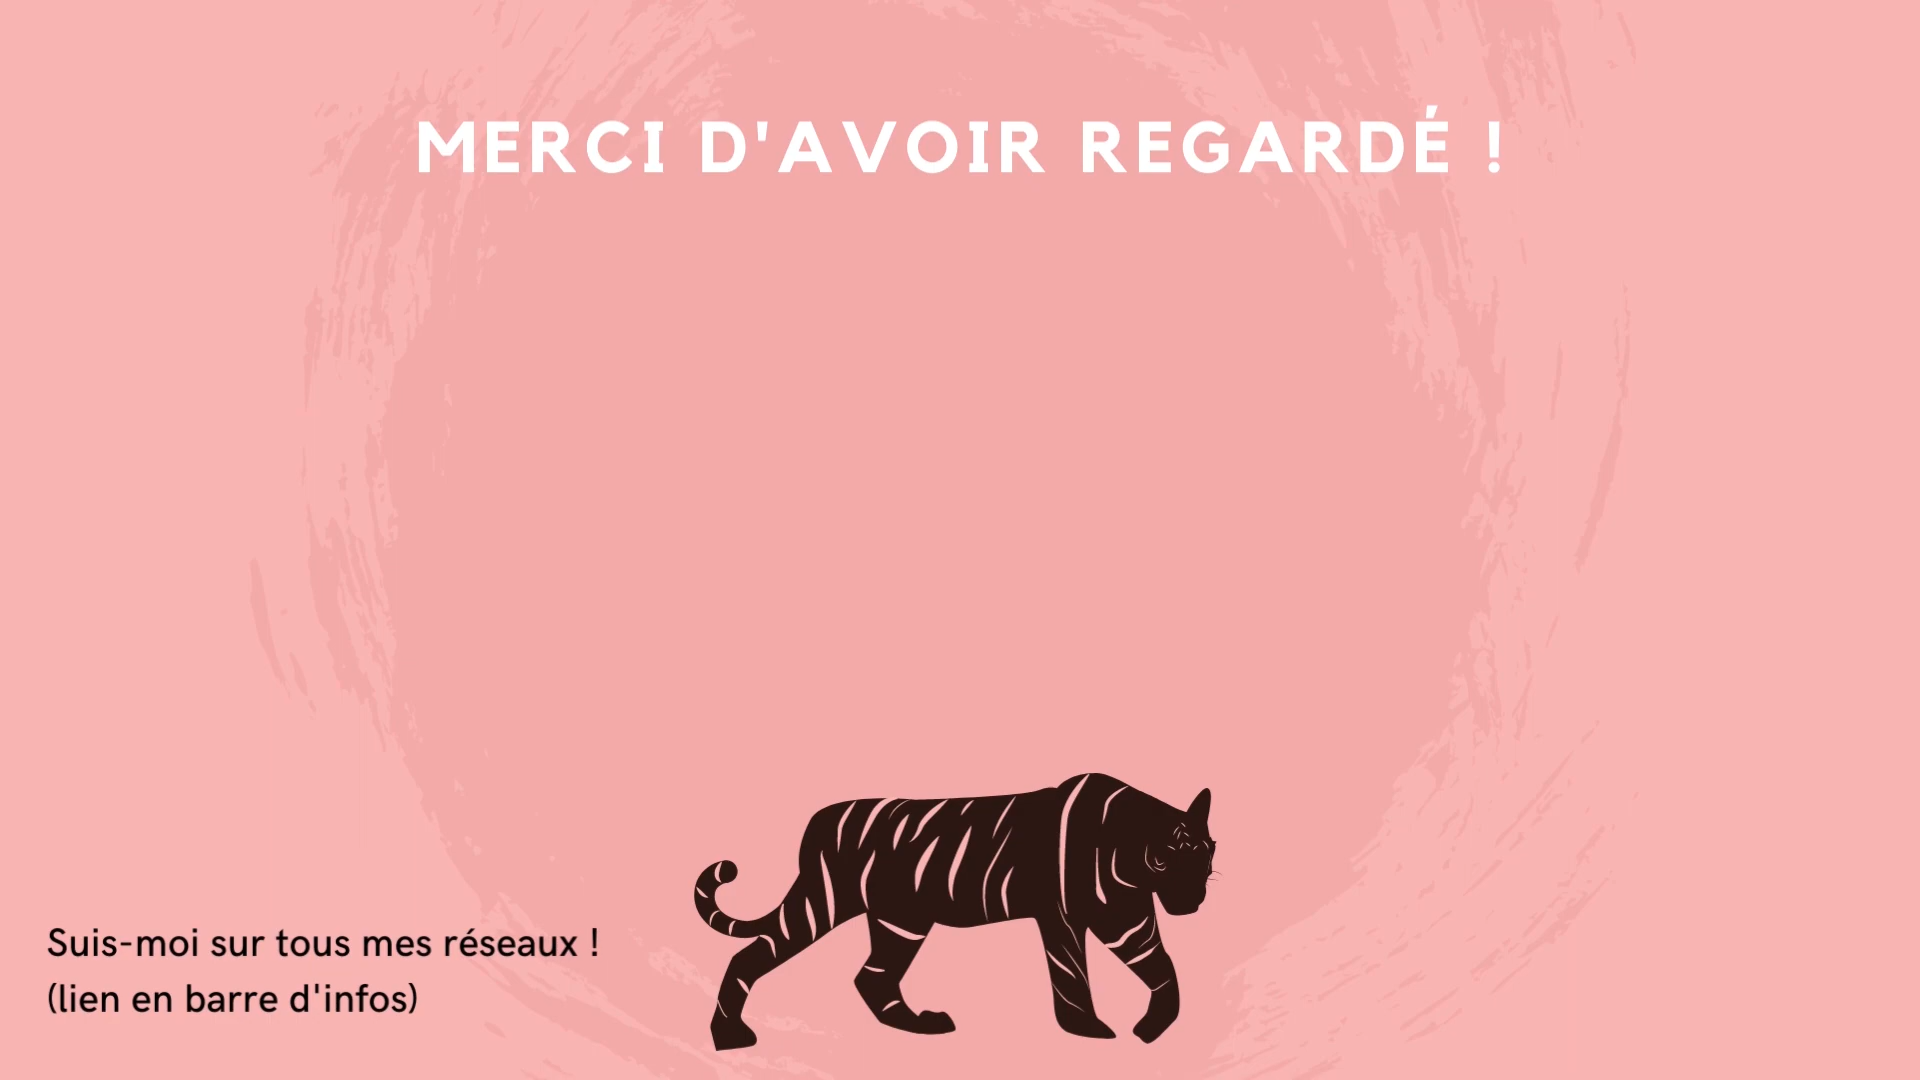 MERCI D'AVOIR REGARDÉ !
Suis-moi sur tous mes réseaux !
(lien en barre d'infos)